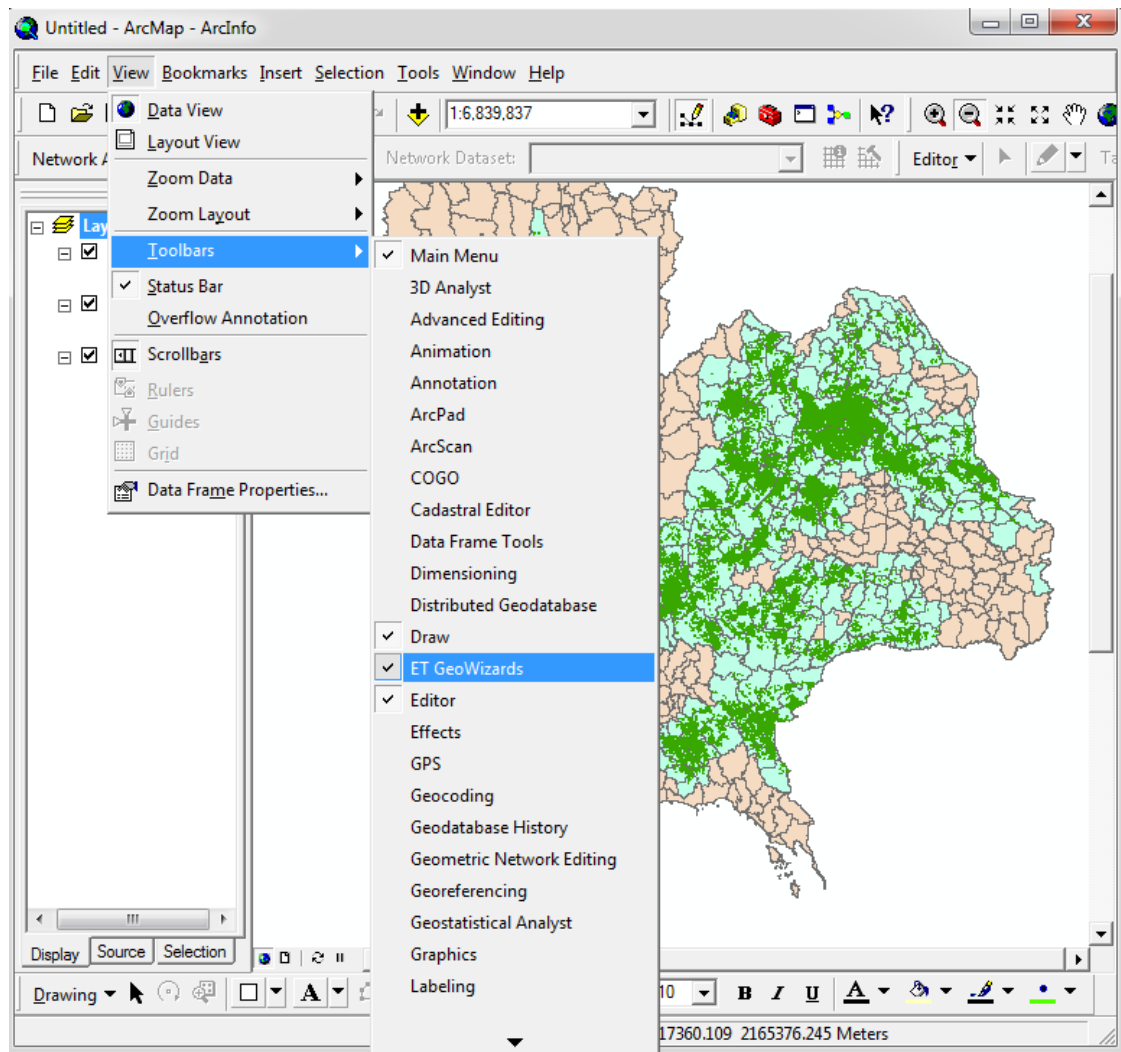 Untitled - ArcMap - ArcInfo
File Edit View Bookmarks Insert Selection Tools Window Help
1:6,839,837
Network Dataset:
Editor
Data View
Layout View
Zoom Data
Zoom Layout
Toolbars
Status Bar
Overflow Annotation
Scrollbars
Rulers
Guides
Grid
Data Frame Properties...
Main Menu
3D Analyst
Advanced Editing
Animation
Annotation
ArcPad
ArcScan
COGO
Cadastral Editor
Data Frame Tools
Dimensioning
Distributed Geodatabase
Draw
ET GeoWizards
Editor
Effects
GPS
Geocoding
Geodatabase History
Geometric Network Editing
Georeferencing
Geostatistical Analyst
Graphics
Labeling
Display Source Selection
Drawing A 10 B I U A
17360.109 2165376.245 Meters